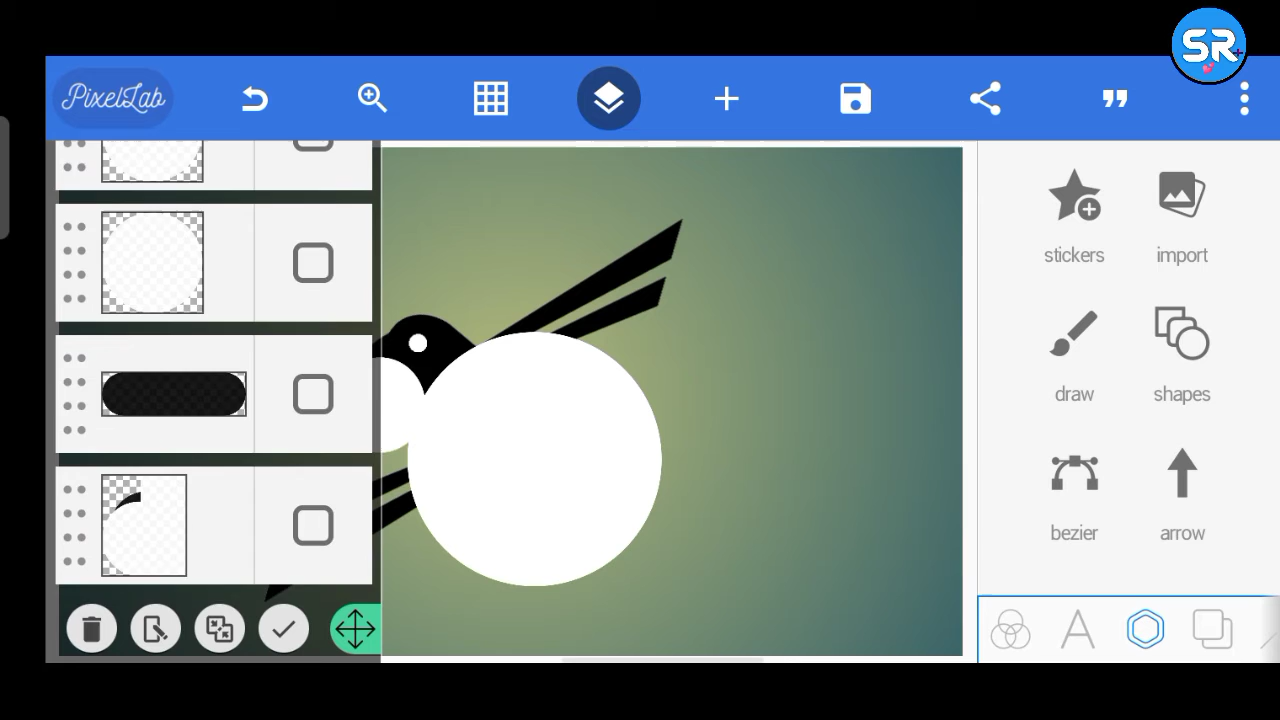 SR+
PixelLab
stickers
import
draw
shapes
bezier
arrow